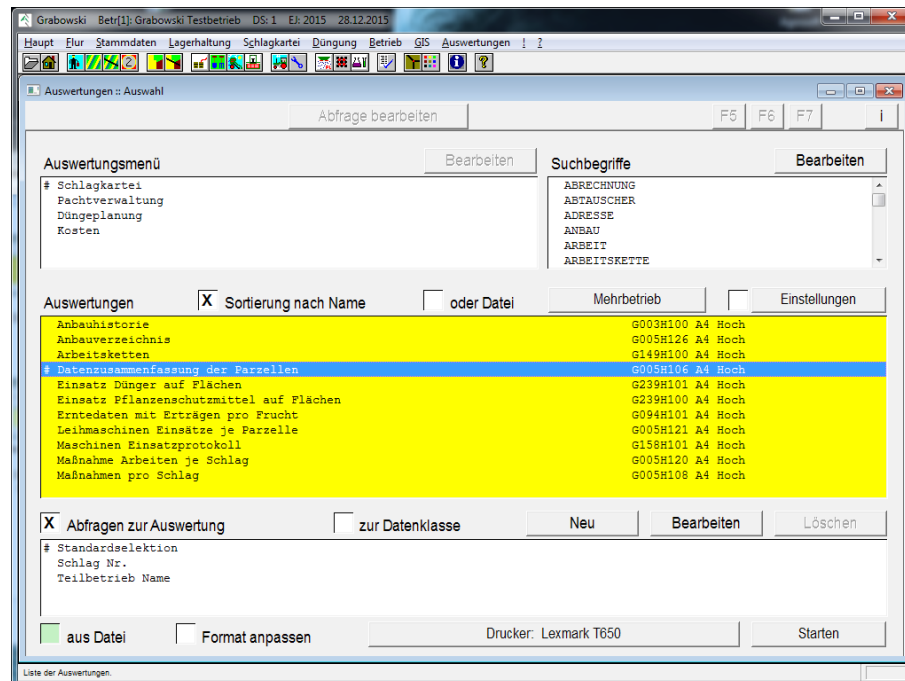 Grabowski Betr[1]: Grabowski Testbetrieb DS: 1 EJ: 2015 28.12.2015
Haupt Flur Stammdaten Lagerhaltung Schlagkartei Düngung Betrieb GIS Auswertungen ! ?
Auswertungen :: Auswahl
Abfrage bearbeiten F5 F6 F7 i
Auswertungsmenü Bearbeiten
# Schlagkartei
Pachtverwaltung
Düngeplanung
Kosten
Suchbegriffe Bearbeiten
ABRECHNUNG
ABTAUSCHER
ADRESSE
ANBAU
ARBEIT
ARBEITSKETTE
Auswertungen X Sortierung nach Name oder Datei Mehrbetrieb Einstellungen
Anbauhistorie G003H100 A4 Hoch
Anbauverzeichnis G005H126 A4 Hoch
Arbeitsketten G149H100 A4 Hoch
# Datenzusammenfassung der Parzellen G005H106 A4 Hoch
Einsatz Dünger auf Flächen G239H101 A4 Hoch
Einsatz Pflanzenschutzmittel auf Flächen G239H100 A4 Hoch
Erntedaten mit Erträgen pro Frucht G094H101 A4 Hoch
Leihmaschinen Einsätze je Parzelle G005H121 A4 Hoch
Maschinen Einsatzprotokoll G158H101 A4 Hoch
Maßnahme Arbeiten je Schlag G005H120 A4 Hoch
Maßnahmen pro Schlag G005H108 A4 Hoch
X Abfragen zur Auswertung zur Datenklasse Neu Bearbeiten Löschen
# Standardselektion
Schlag Nr.
Teilbetrieb Name
aus Datei Format anpassen Drucker: Lexmark T650 Starten
Liste der Auswertungen.